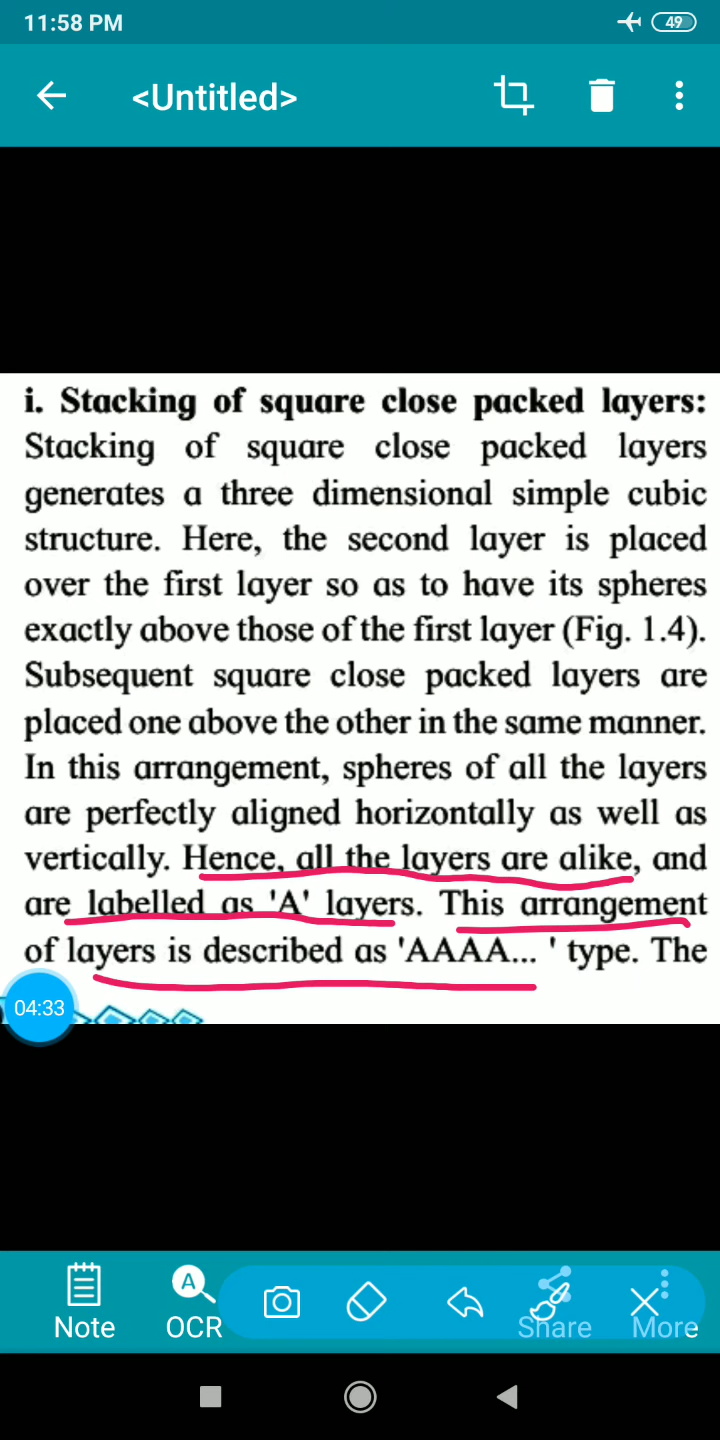 11:58 PM 49
<Untitled>
i. Stacking of square close packed layers:
Stacking of square close packed layers
generates a three dimensional simple cubic
structure. Here, the second layer is placed
over the first layer so as to have its spheres
exactly above those of the first layer (Fig. 1.4).
Subsequent square close packed layers are
placed one above the other in the same manner.
In this arrangement, spheres of all the layers
are perfectly aligned horizontally as well as
vertically. Hence, all the layers are alike, and
are labelled as 'A' layers. This arrangement
of layers is described as 'AAAA... ' type. The
04:33
A
Note OCR Share More